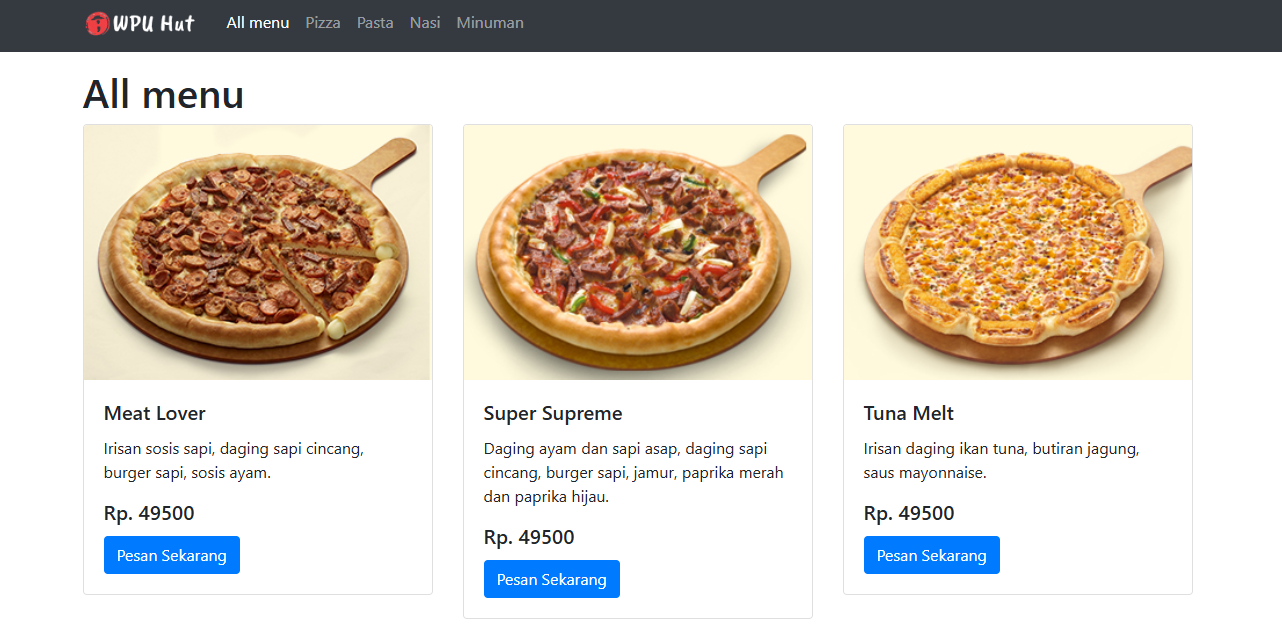 WPU Hut All menu Pizza Pasta Nasi Minuman
All menu
Meat Lover
Irisan sosis sapi, daging sapi cincang,
burger sapi, sosis ayam.
Rp. 49500
Pesan Sekarang
Super Supreme
Daging ayam dan sapi asap, daging sapi
cincang, burger sapi, jamur, paprika merah
dan paprika hijau.
Rp. 49500
Pesan Sekarang
Tuna Melt
Irisan daging ikan tuna, butiran jagung,
saus mayonnaise.
Rp. 49500
Pesan Sekarang